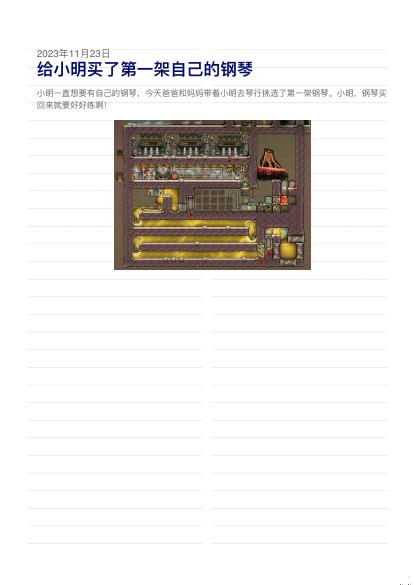 2023年11月23日
给小明买了第一架自己的钢琴
小明一直想要有自己的钢琴，今天爸爸和妈妈带着小明去琴行挑选了第一架钢琴。小明，钢琴买
回来就要好好练啊！